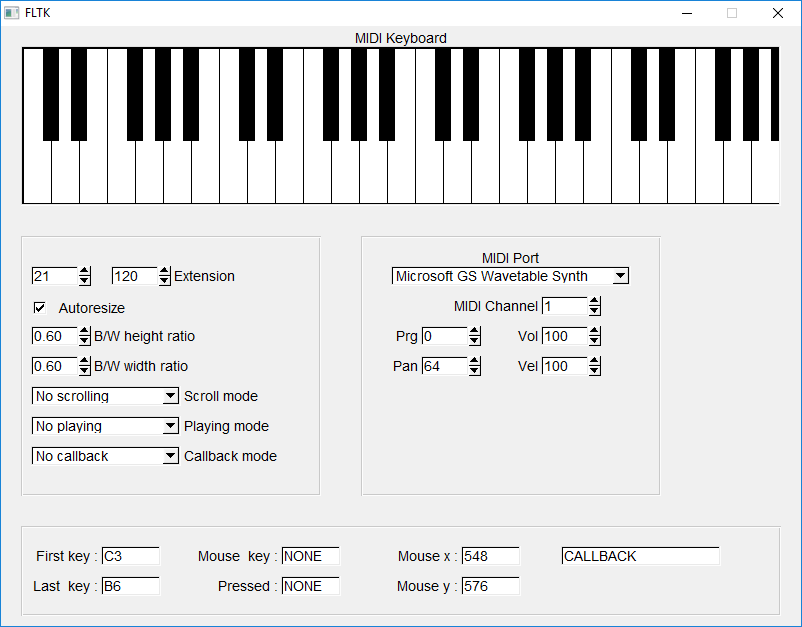 FLTK
MIDI Keyboard
21 120 Extension
Autoresize
0.60 B/W height ratio
0.60 B/W width ratio
No scrolling Scroll mode
No playing Playing mode
No callback Callback mode
MIDI Port
Microsoft GS Wavetable Synth
MIDI Channel 1
Prg 0 Vol 100
Pan 64 Vel 100
First key : C3 Mouse key : NONE Mouse x : 548 CALLBACK
Last key : B6 Pressed : NONE Mouse y : 576